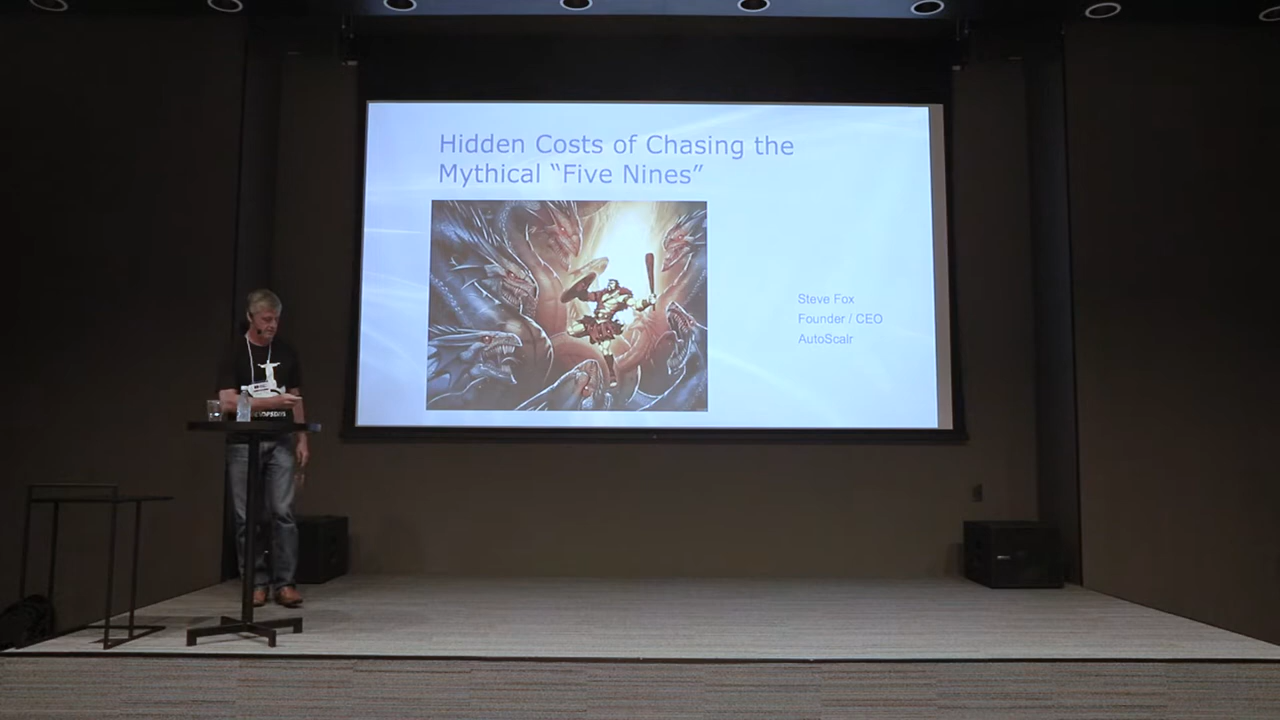 Hidden Costs of Chasing the
Mythical “Five Nines”
Steve Fox
Founder / CEO
AutoScalr